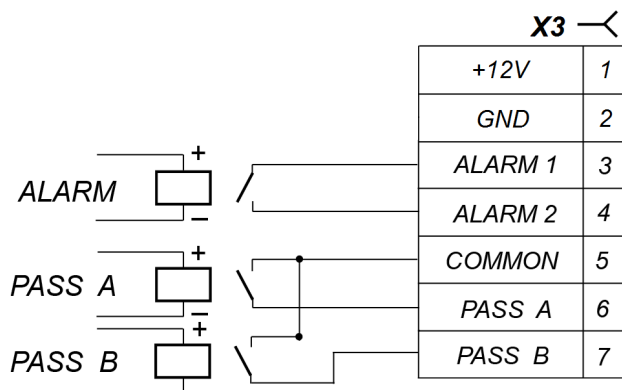 X3
+12V 1
GND 2
ALARM 1 3
ALARM 2 4
COMMON 5
PASS A 6
PASS B 7
+
ALARM
−
+
PASS A
−
+
PASS B